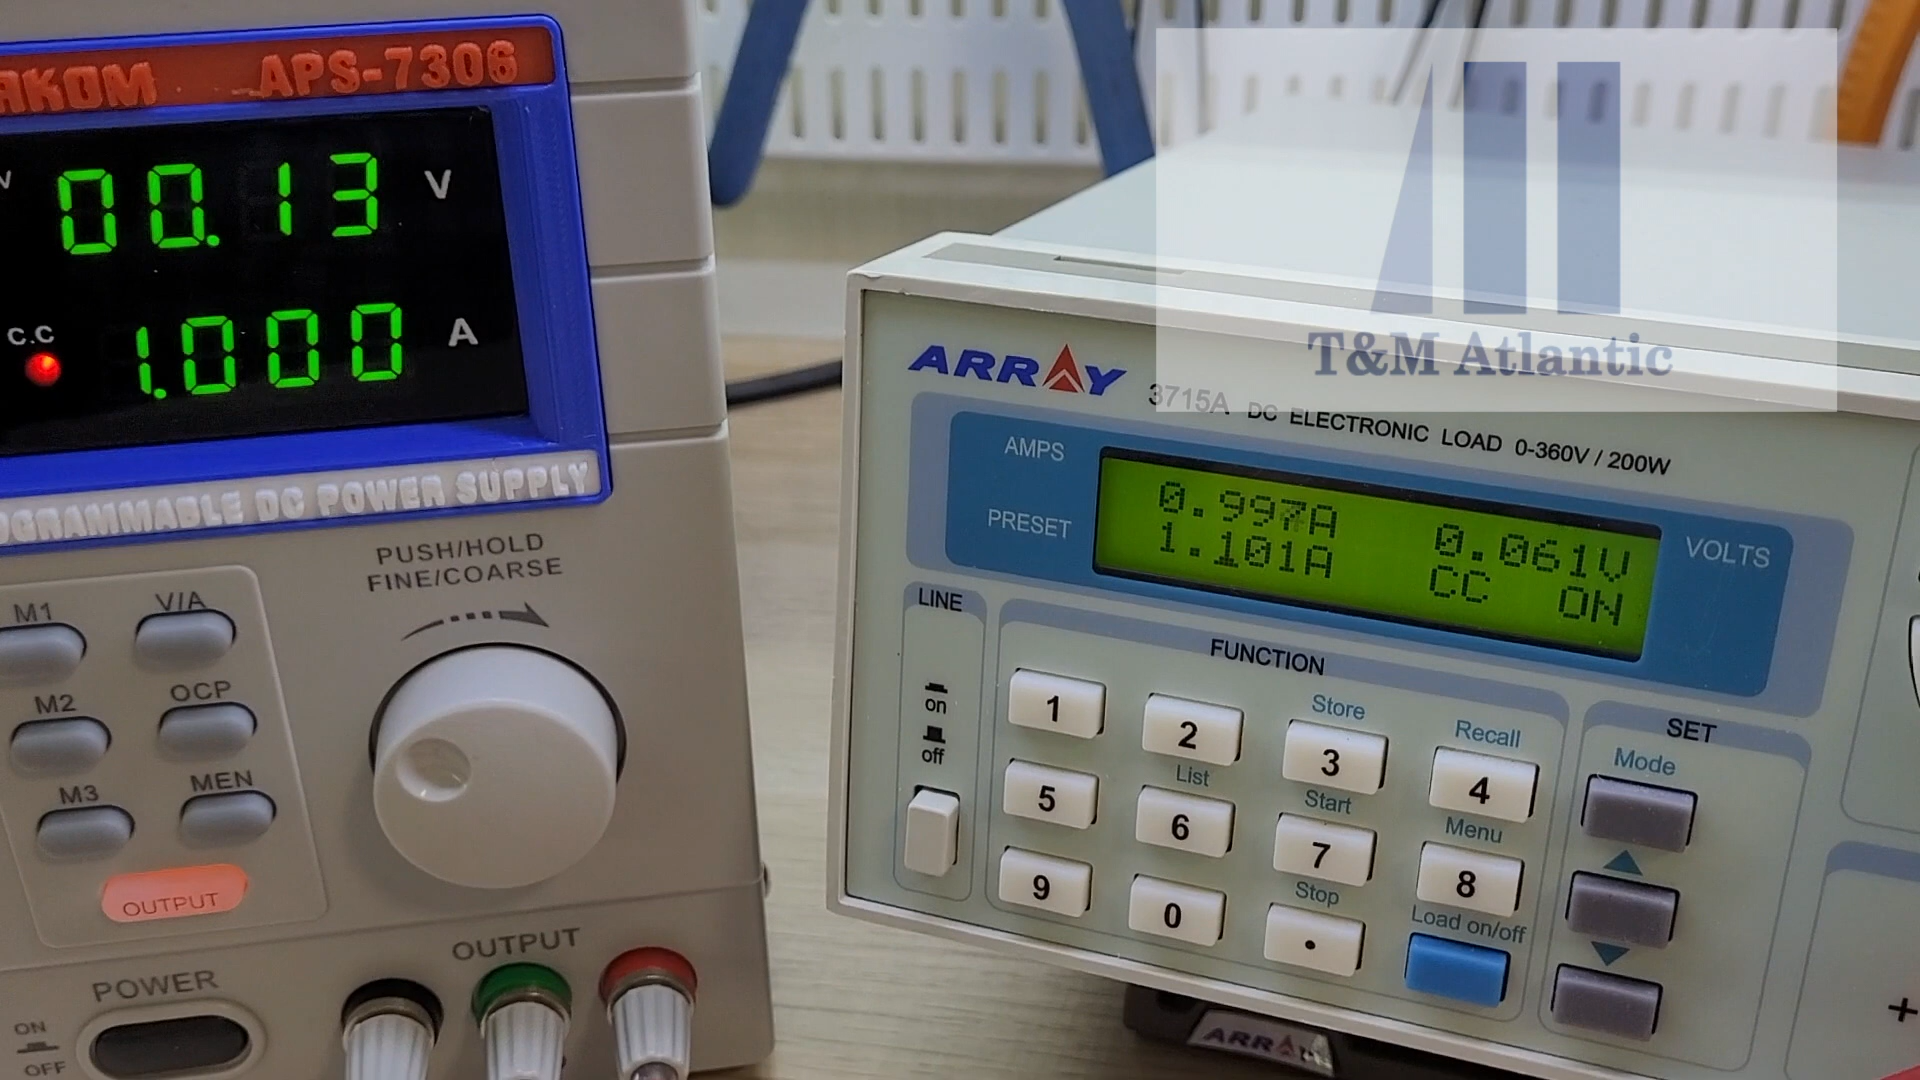 APS-7306
V
00.13 V
C.C
1.000 A
PROGRAMMABLE DC POWER SUPPLY
PUSH/HOLD
FINE/COARSE
M1
V/A
M2
OCP
M3
MEN
OUTPUT
OUTPUT
POWER
ON
OFF
T&M Atlantic
ARRAY 3715A DC ELECTRONIC LOAD 0-360V / 200W
AMPS
PRESET
0.997A 0.061V
1.101A CC ON
VOLTS
LINE
on
off
FUNCTION
1
2
Store
3
Recall
4
5
List
6
Start
7
Menu
8
9
0
Stop
.
Load on/off
SET
Mode
+
ARRAY